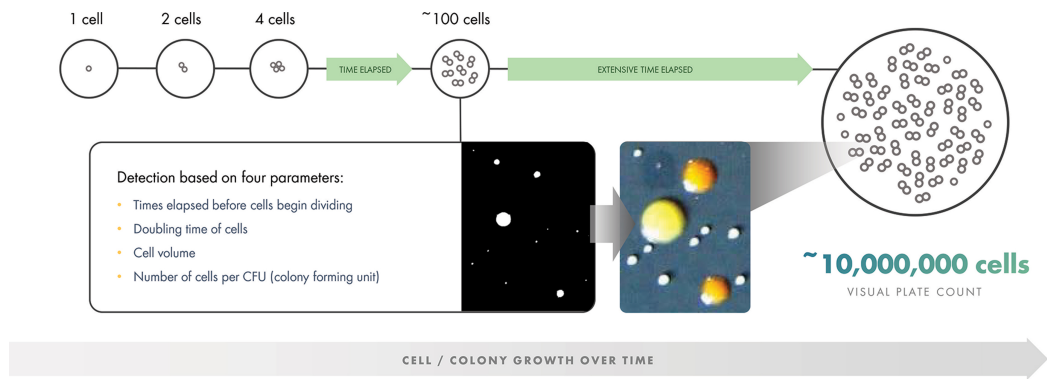 1 cell
2 cells
4 cells
~100 cells
TIME ELAPSED
EXTENSIVE TIME ELAPSED
Detection based on four parameters:
• Times elapsed before cells begin dividing
• Doubling time of cells
• Cell volume
• Number of cells per CFU (colony forming unit)
~10,000,000 cells
VISUAL PLATE COUNT
CELL / COLONY GROWTH OVER TIME